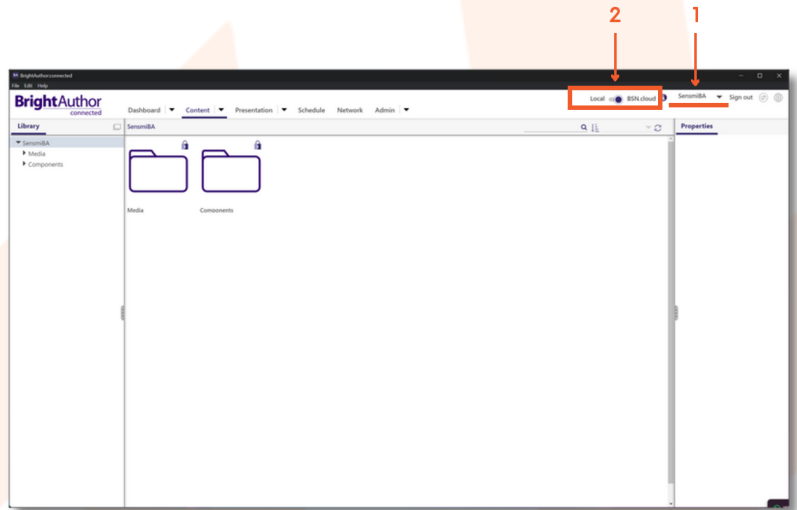 2 1
BrightAuthor:connected
File Edit Help
BrightAuthor
connected
Dashboard Content Presentation Schedule Network Admin
Local BSN.cloud SensmiBA Sign out
Library SensmiBA Properties
SensmiBA
Media
Components
Media Components